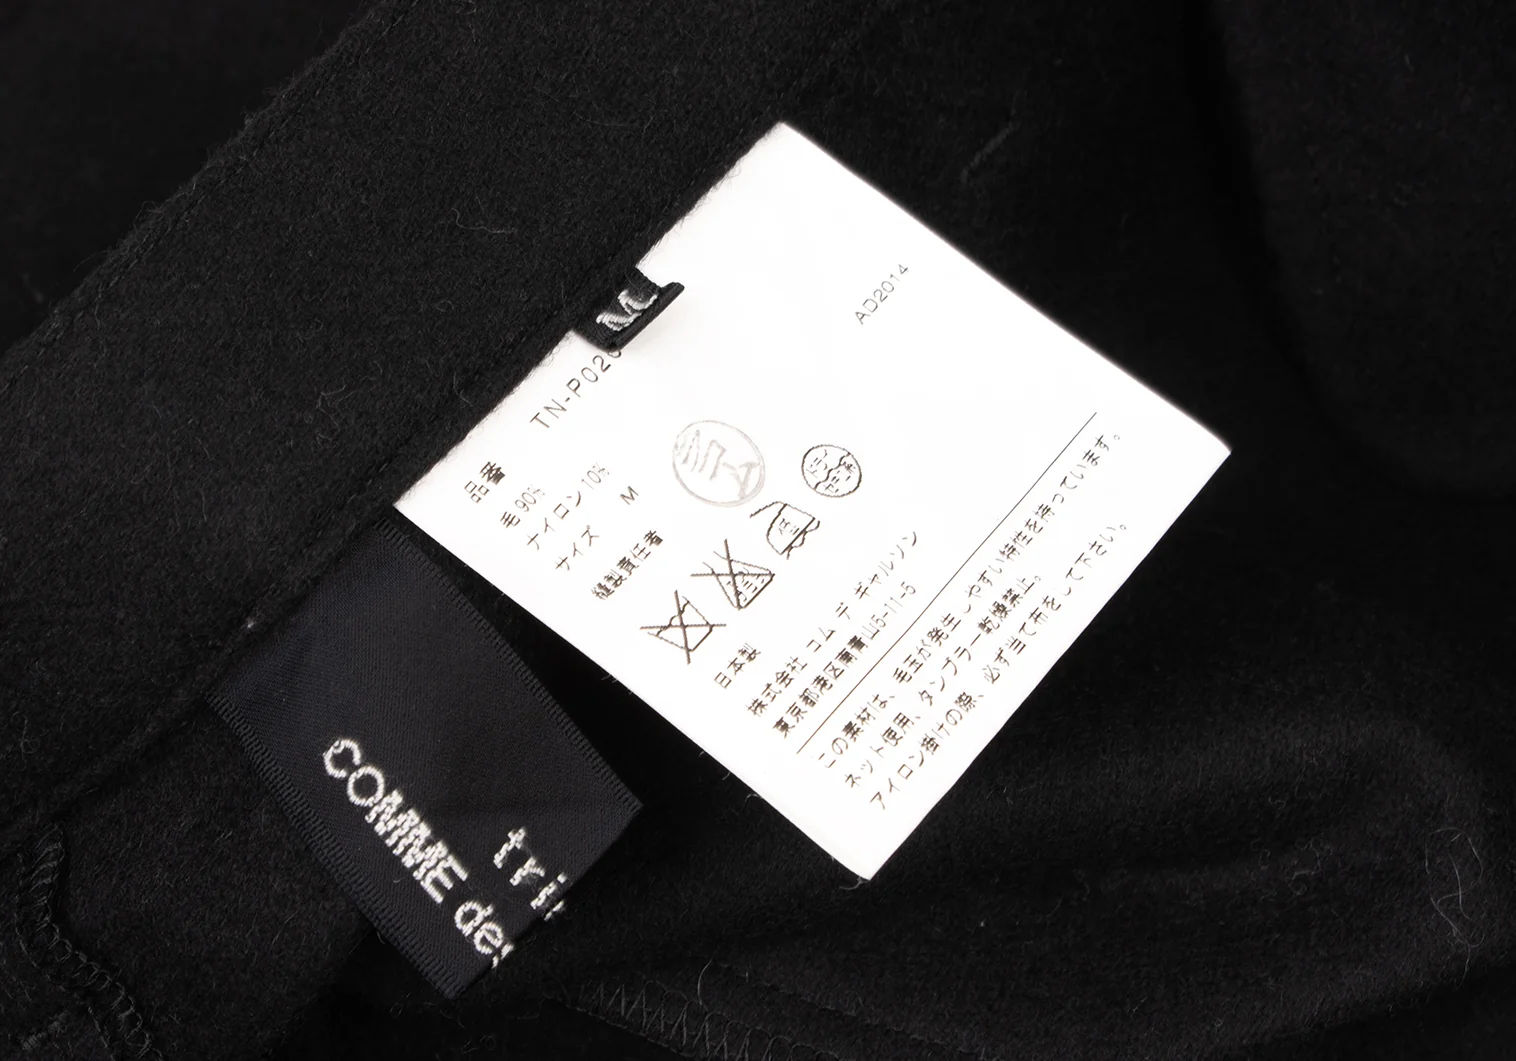 M
AD2014
品番 TN-P020
毛 90%
ナイロン 10%
サイズ M
縫製責任者
日本製
株式会社 コム デ ギャルソン
東京都港区南青山5-11-5
この素材は、毛玉が発生しやすい特性を持っています。
ネット使用、タンブラー乾燥禁止。
アイロン掛けの際、必ず当て布をして下さい。
tri
COMME des